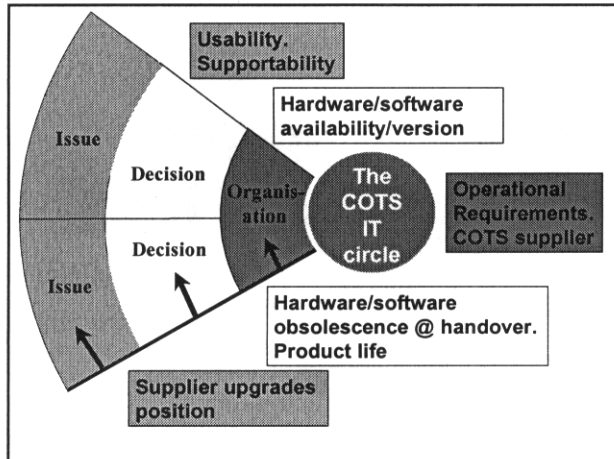 Usability.
Supportability
Hardware/software
availability/version
Issue
Decision
Organis-
ation
The
COTS
IT
circle
Operational
Requirements.
COTS supplier
Decision
Issue
Hardware/software
obsolescence @ handover.
Product life
Supplier upgrades
position